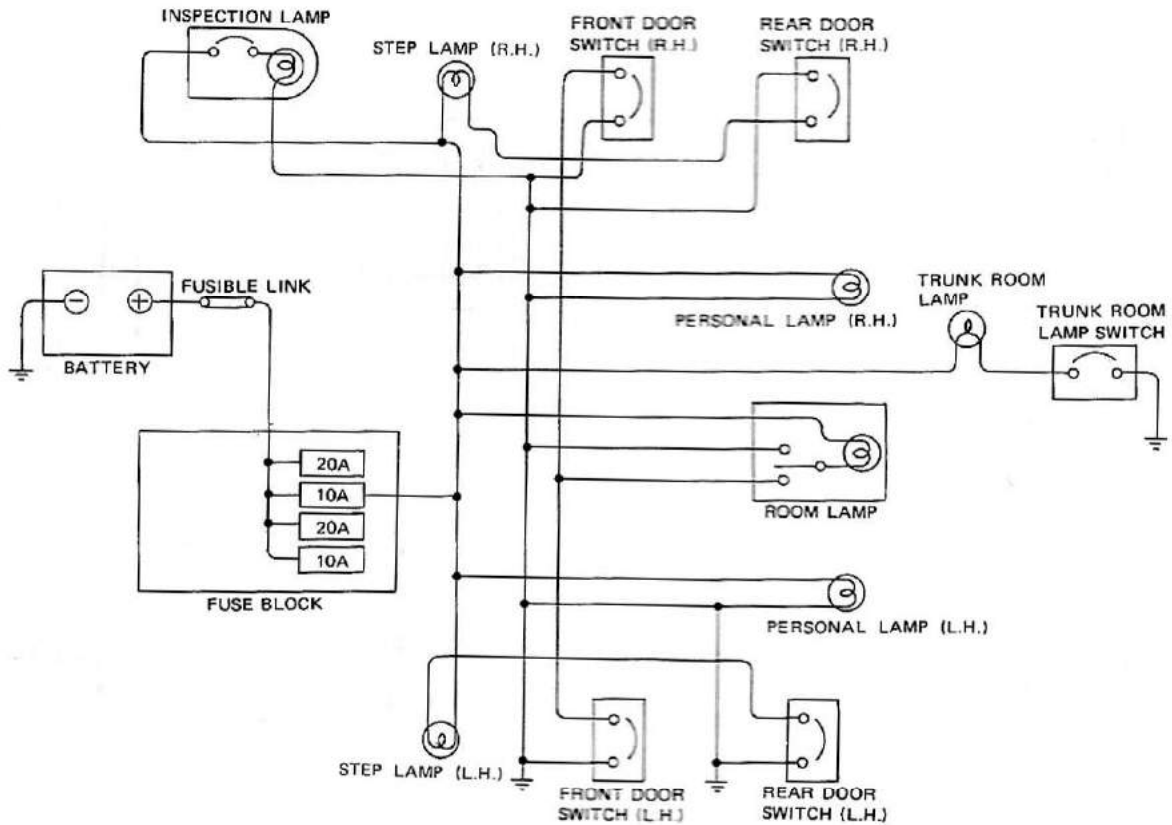 INSPECTION LAMP
STEP LAMP (R.H.)
FRONT DOOR
SWITCH (R.H.)
REAR DOOR
SWITCH (R.H.)
FUSIBLE LINK
BATTERY
PERSONAL LAMP (R.H.)
TRUNK ROOM
LAMP
TRUNK ROOM
LAMP SWITCH
20A
10A
20A
10A
FUSE BLOCK
ROOM LAMP
PERSONAL LAMP (L.H.)
STEP LAMP (L.H.)
FRONT DOOR
SWITCH (L.H.)
REAR DOOR
SWITCH (L.H.)